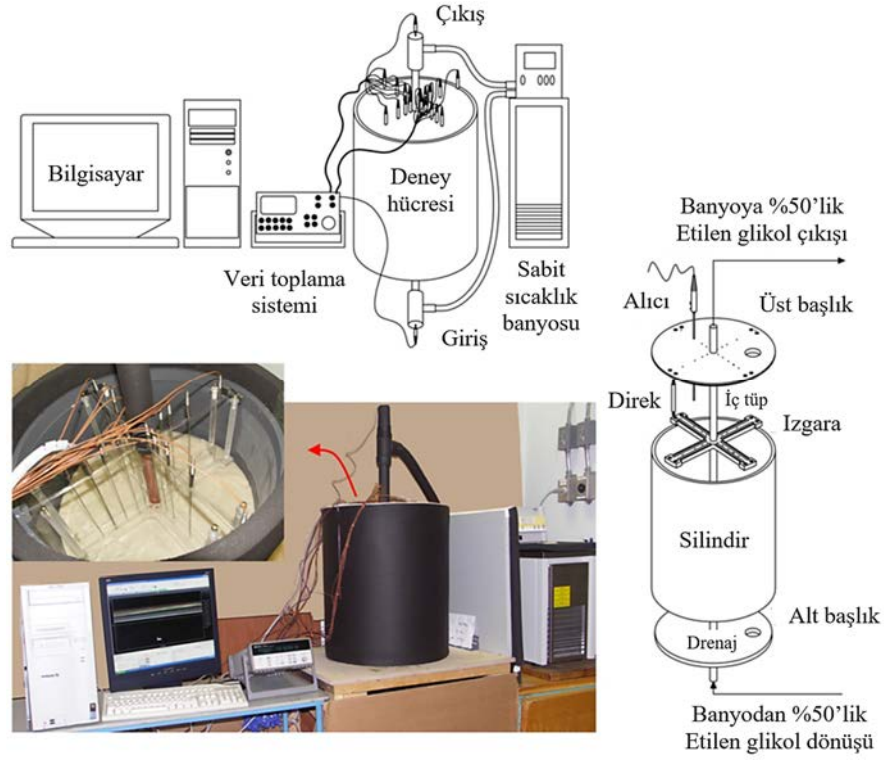 Çıkış
Bilgisayar
Deney
hücresi
Veri toplama
sistemi
Sabit
sıcaklık
banyosu
Giriş
Banyoya %50’lik
Etilen glikol çıkışı
Alıcı
Üst başlık
Direk
İç tüp
Izgara
Silindir
Alt başlık
Drenaj
Banyodan %50’lik
Etilen glikol dönüşü